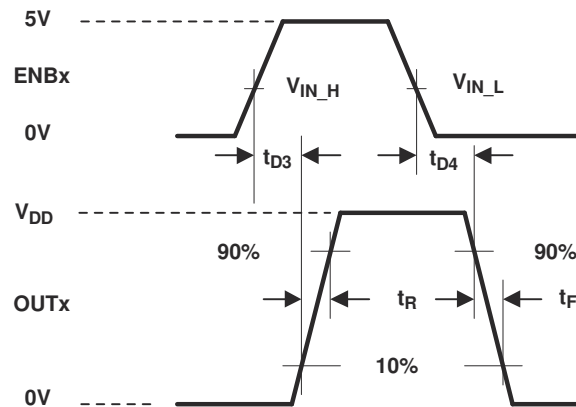 5V
ENBx
V_IN_H
V_IN_L
0V
t_D3
t_D4
V_DD
90%
90%
OUTx
t_R
t_F
10%
0V